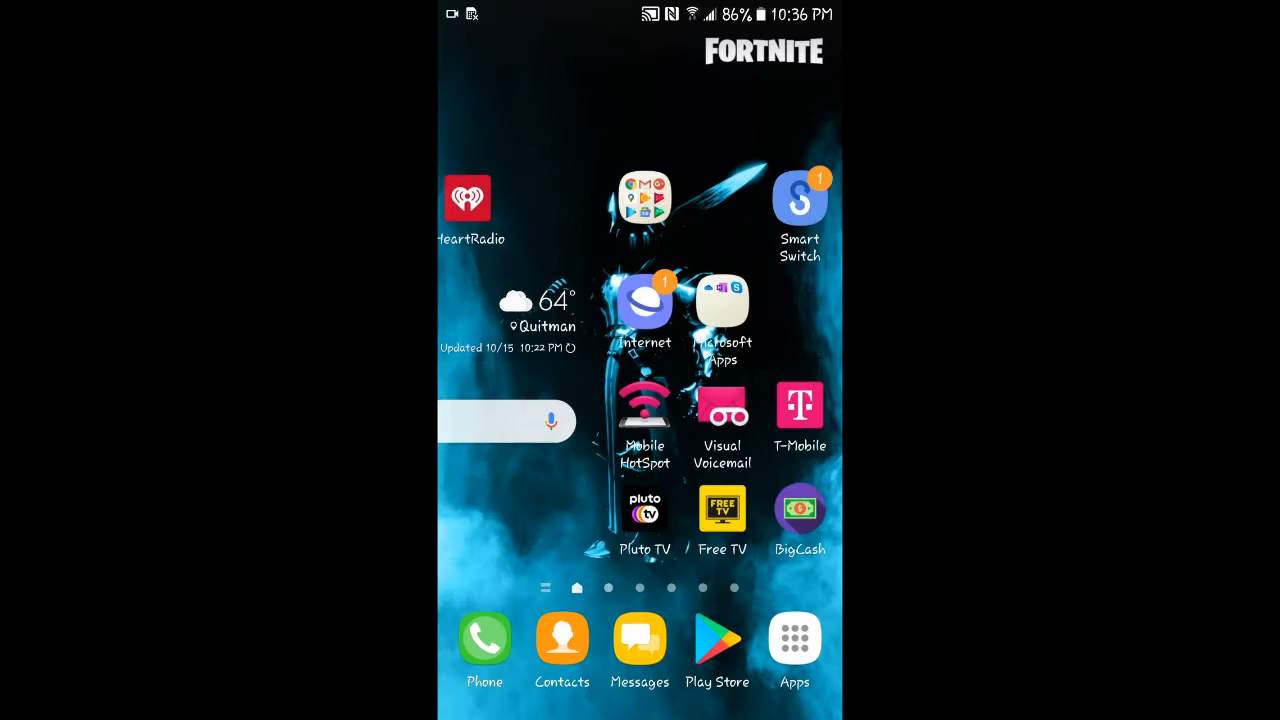 86% 10:36 PM
FORTNITE
HeartRadio
1
Smart
Switch
64°
Quitman
Updated 10/15 10:22 PM
1
Internet
Microsoft
Apps
Mobile
HotSpot
Visual
Voicemail
T
T-Mobile
pluto
tv
Pluto TV
FREE
TV
Free TV
BigCash
Phone
Contacts
Messages
Play Store
Apps